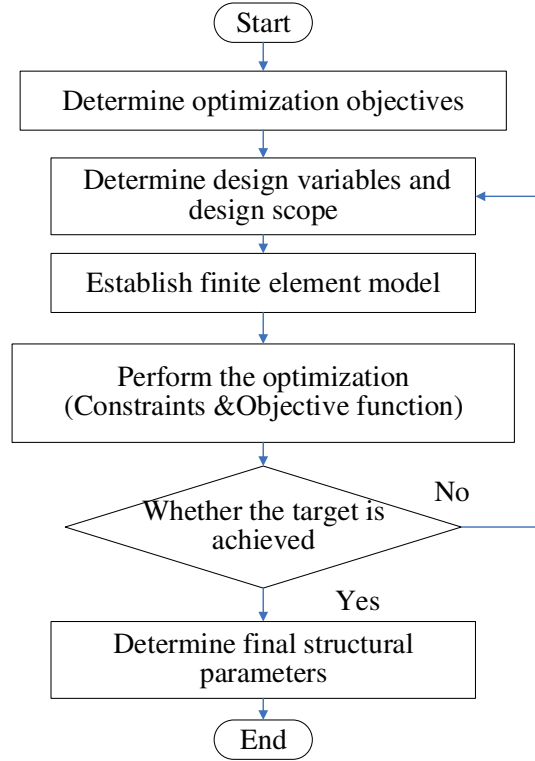 Start
Determine optimization objectives
Determine design variables and
design scope
Establish finite element model
Perform the optimization
(Constraints &Objective function)
Whether the target is
achieved
No
Yes
Determine final structural
parameters
End